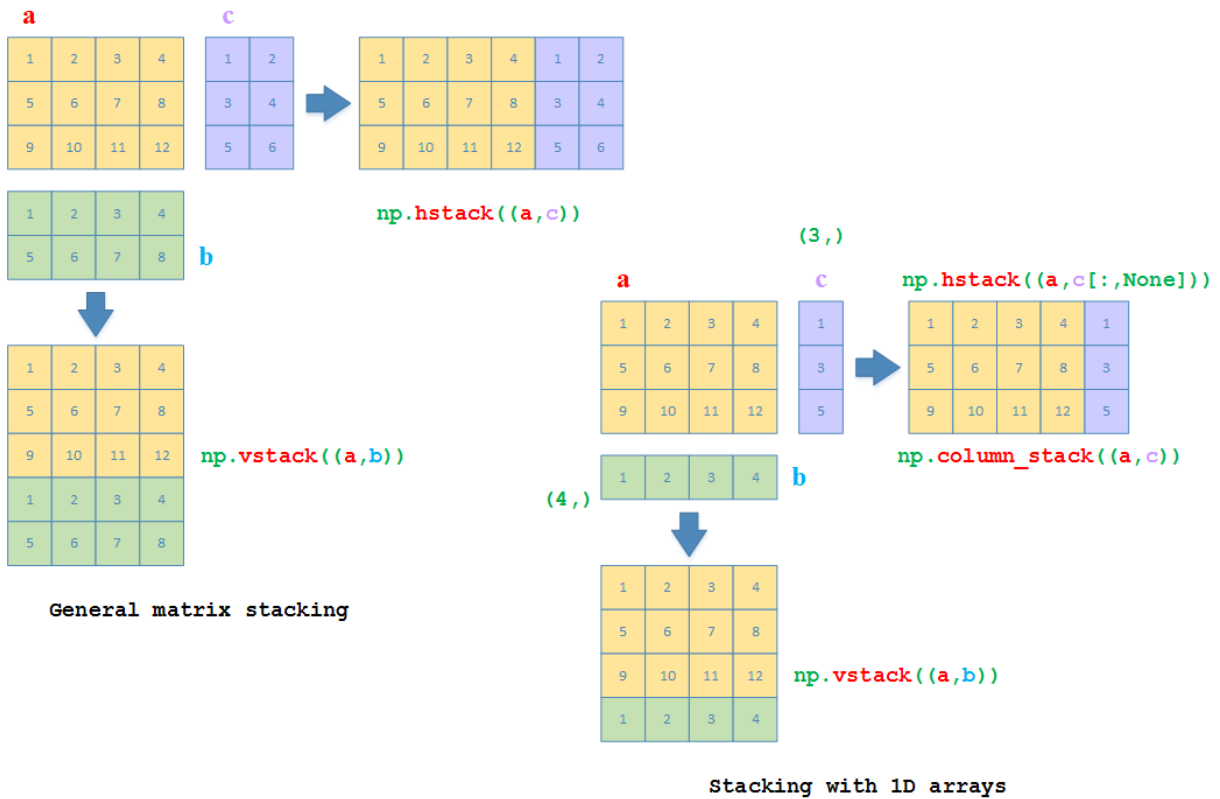 a c
1 2 3 4 1 2 1 2 3 4 1 2
5 6 7 8 3 4 5 6 7 8 3 4
9 10 11 12 5 6 9 10 11 12 5 6
1 2 3 4
np.hstack((a,c))
5 6 7 8 b
1 2 3 4
5 6 7 8
9 10 11 12 np.vstack((a,b))
1 2 3 4
5 6 7 8
General matrix stacking
(3,)
a c np.hstack((a,c[:,None]))
1 2 3 4 1 1 2 3 4 1
5 6 7 8 3 5 6 7 8 3
9 10 11 12 5 9 10 11 12 5
np.column_stack((a,c))
1 2 3 4 b
(4,)
1 2 3 4
5 6 7 8
9 10 11 12 np.vstack((a,b))
1 2 3 4
Stacking with 1D arrays